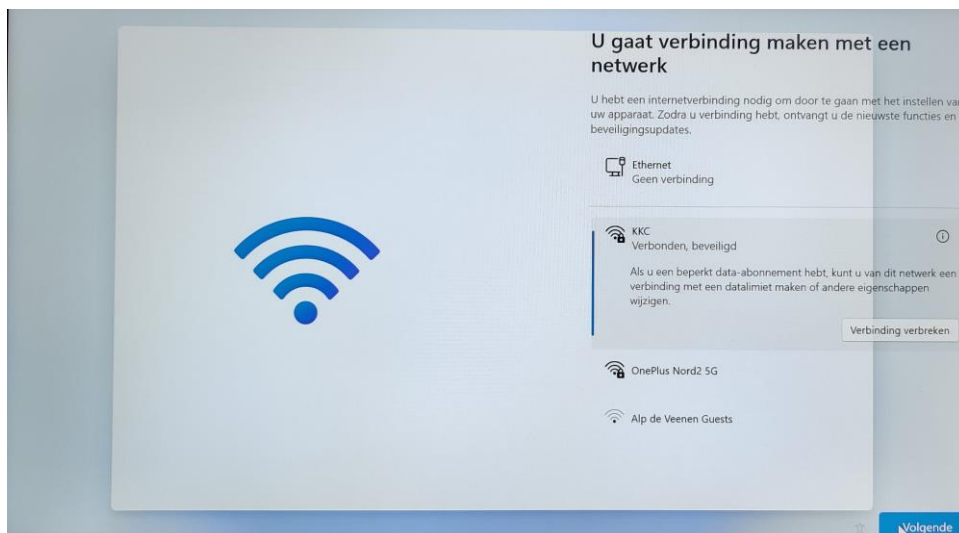 U gaat verbinding maken met een
netwerk
U hebt een internetverbinding nodig om door te gaan met het instellen van
uw apparaat. Zodra u verbinding hebt, ontvangt u de nieuwste functies en
beveiligingsupdates.
Ethernet
Geen verbinding
KKC
Verbonden, beveiligd
Als u een beperkt data-abonnement hebt, kunt u van dit netwerk een
verbinding met een datalimiet maken of andere eigenschappen
wijzigen.
Verbinding verbreken
OnePlus Nord2 5G
Alp de Veenen Guests
Volgende